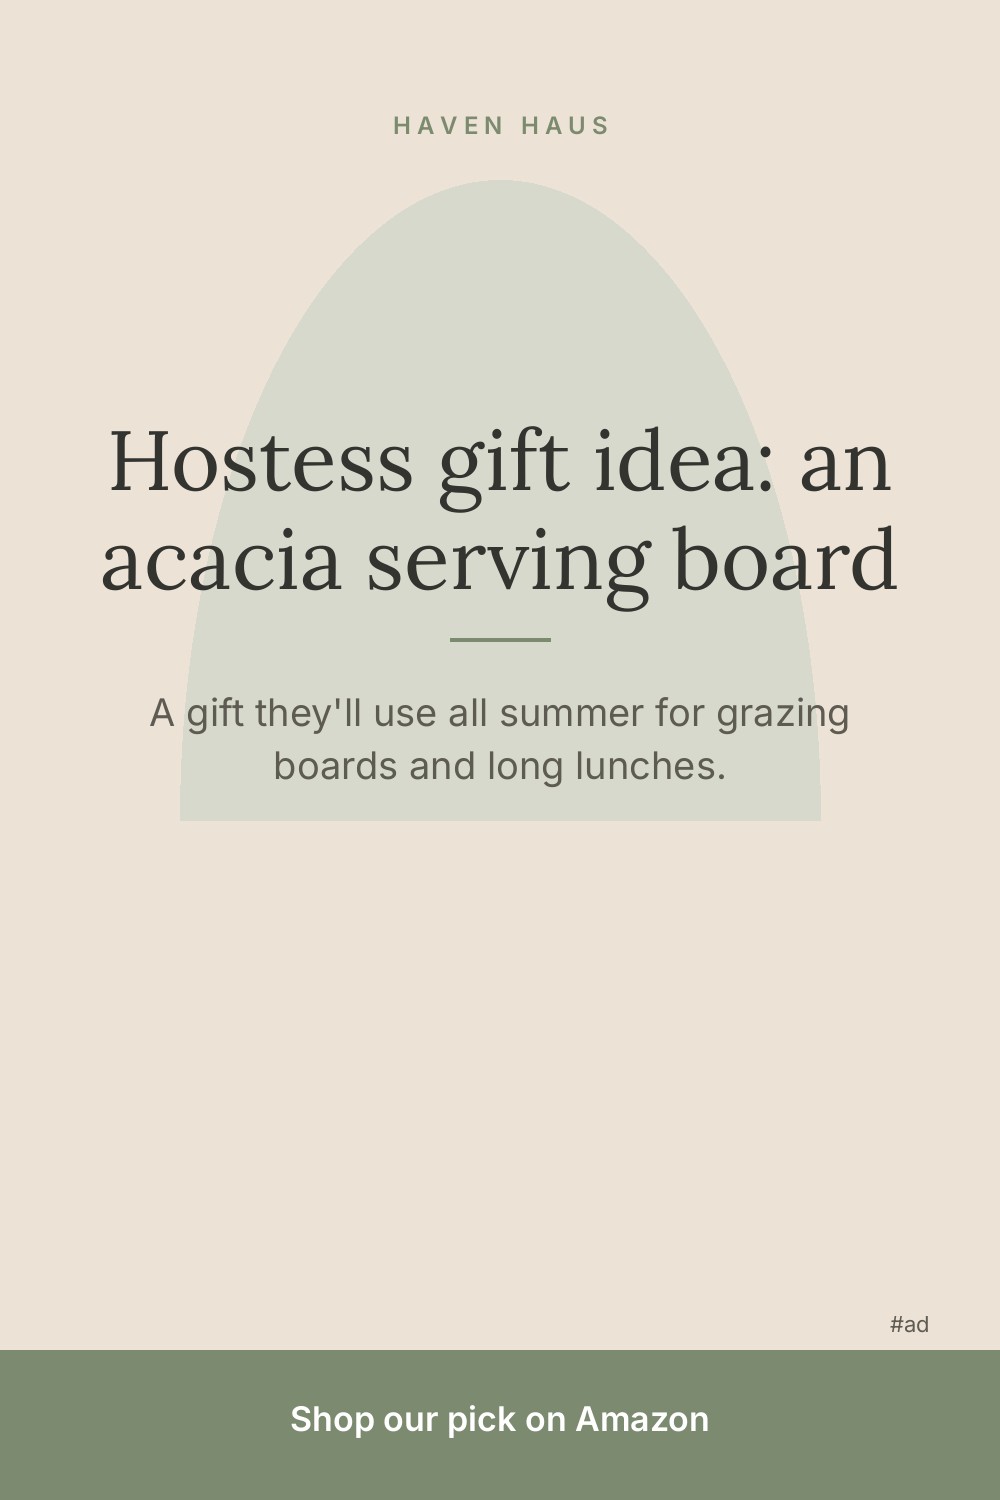 HAVEN HAUS
Hostess gift idea: an
acacia serving board
A gift they'll use all summer for grazing
boards and long lunches.
#ad
Shop our pick on Amazon